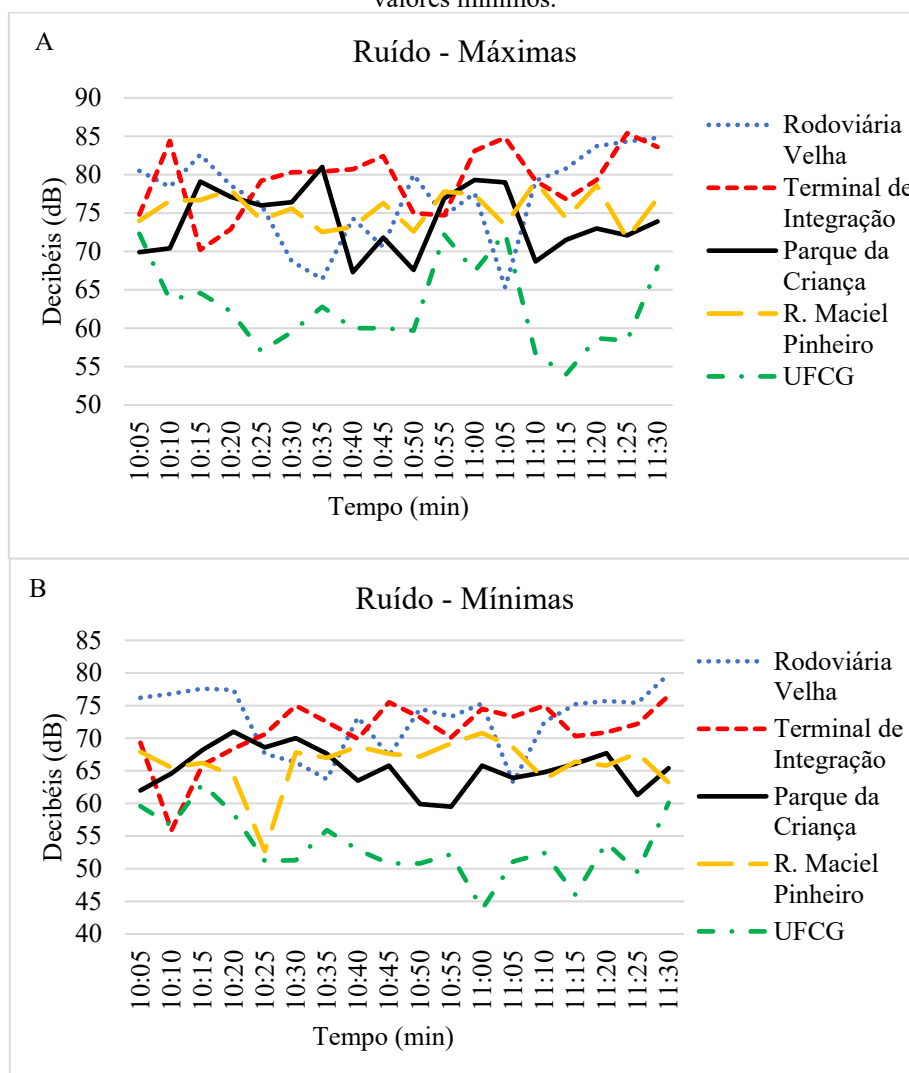 valores mínimos.
A
Ruído - Máximas
Decibéis (dB)
90
85
80
75
70
65
60
55
50
10:05
10:10
10:15
10:20
10:25
10:30
10:35
10:40
10:45
10:50
10:55
11:00
11:05
11:10
11:15
11:20
11:25
11:30
Tempo (min)
Rodoviária
Velha
Terminal de
Integração
Parque da
Criança
R. Maciel
Pinheiro
UFCG
B
Ruído - Mínimas
Decibéis (dB)
85
80
75
70
65
60
55
50
45
40
10:05
10:10
10:15
10:20
10:25
10:30
10:35
10:40
10:45
10:50
10:55
11:00
11:05
11:10
11:15
11:20
11:25
11:30
Tempo (min)
Rodoviária
Velha
Terminal de
Integração
Parque da
Criança
R. Maciel
Pinheiro
UFCG